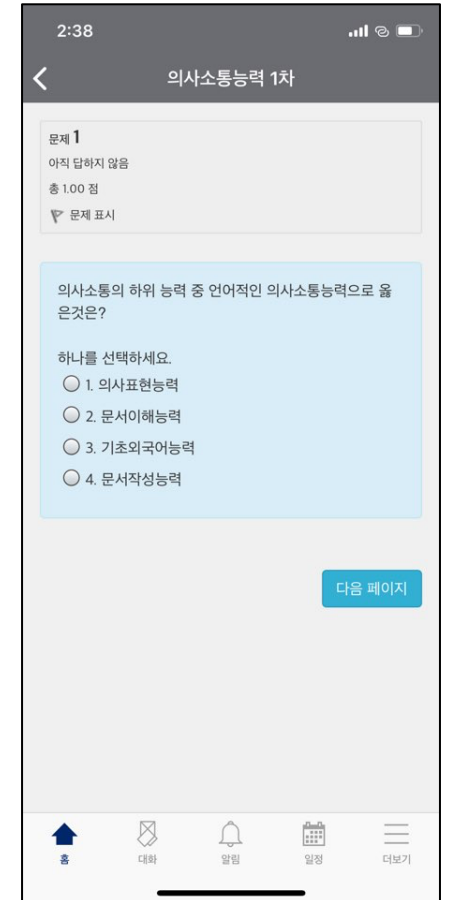 2:38
의사소통능력 1차
문제 1
아직 답하지 않음
총 1.00 점
문제 표시
의사소통의 하위 능력 중 언어적인 의사소통능력으로 옳
은것은?
하나를 선택하세요.
1. 의사표현능력
2. 문서이해능력
3. 기초외국어능력
4. 문서작성능력
다음 페이지
홈
대화
알림
일정
더보기